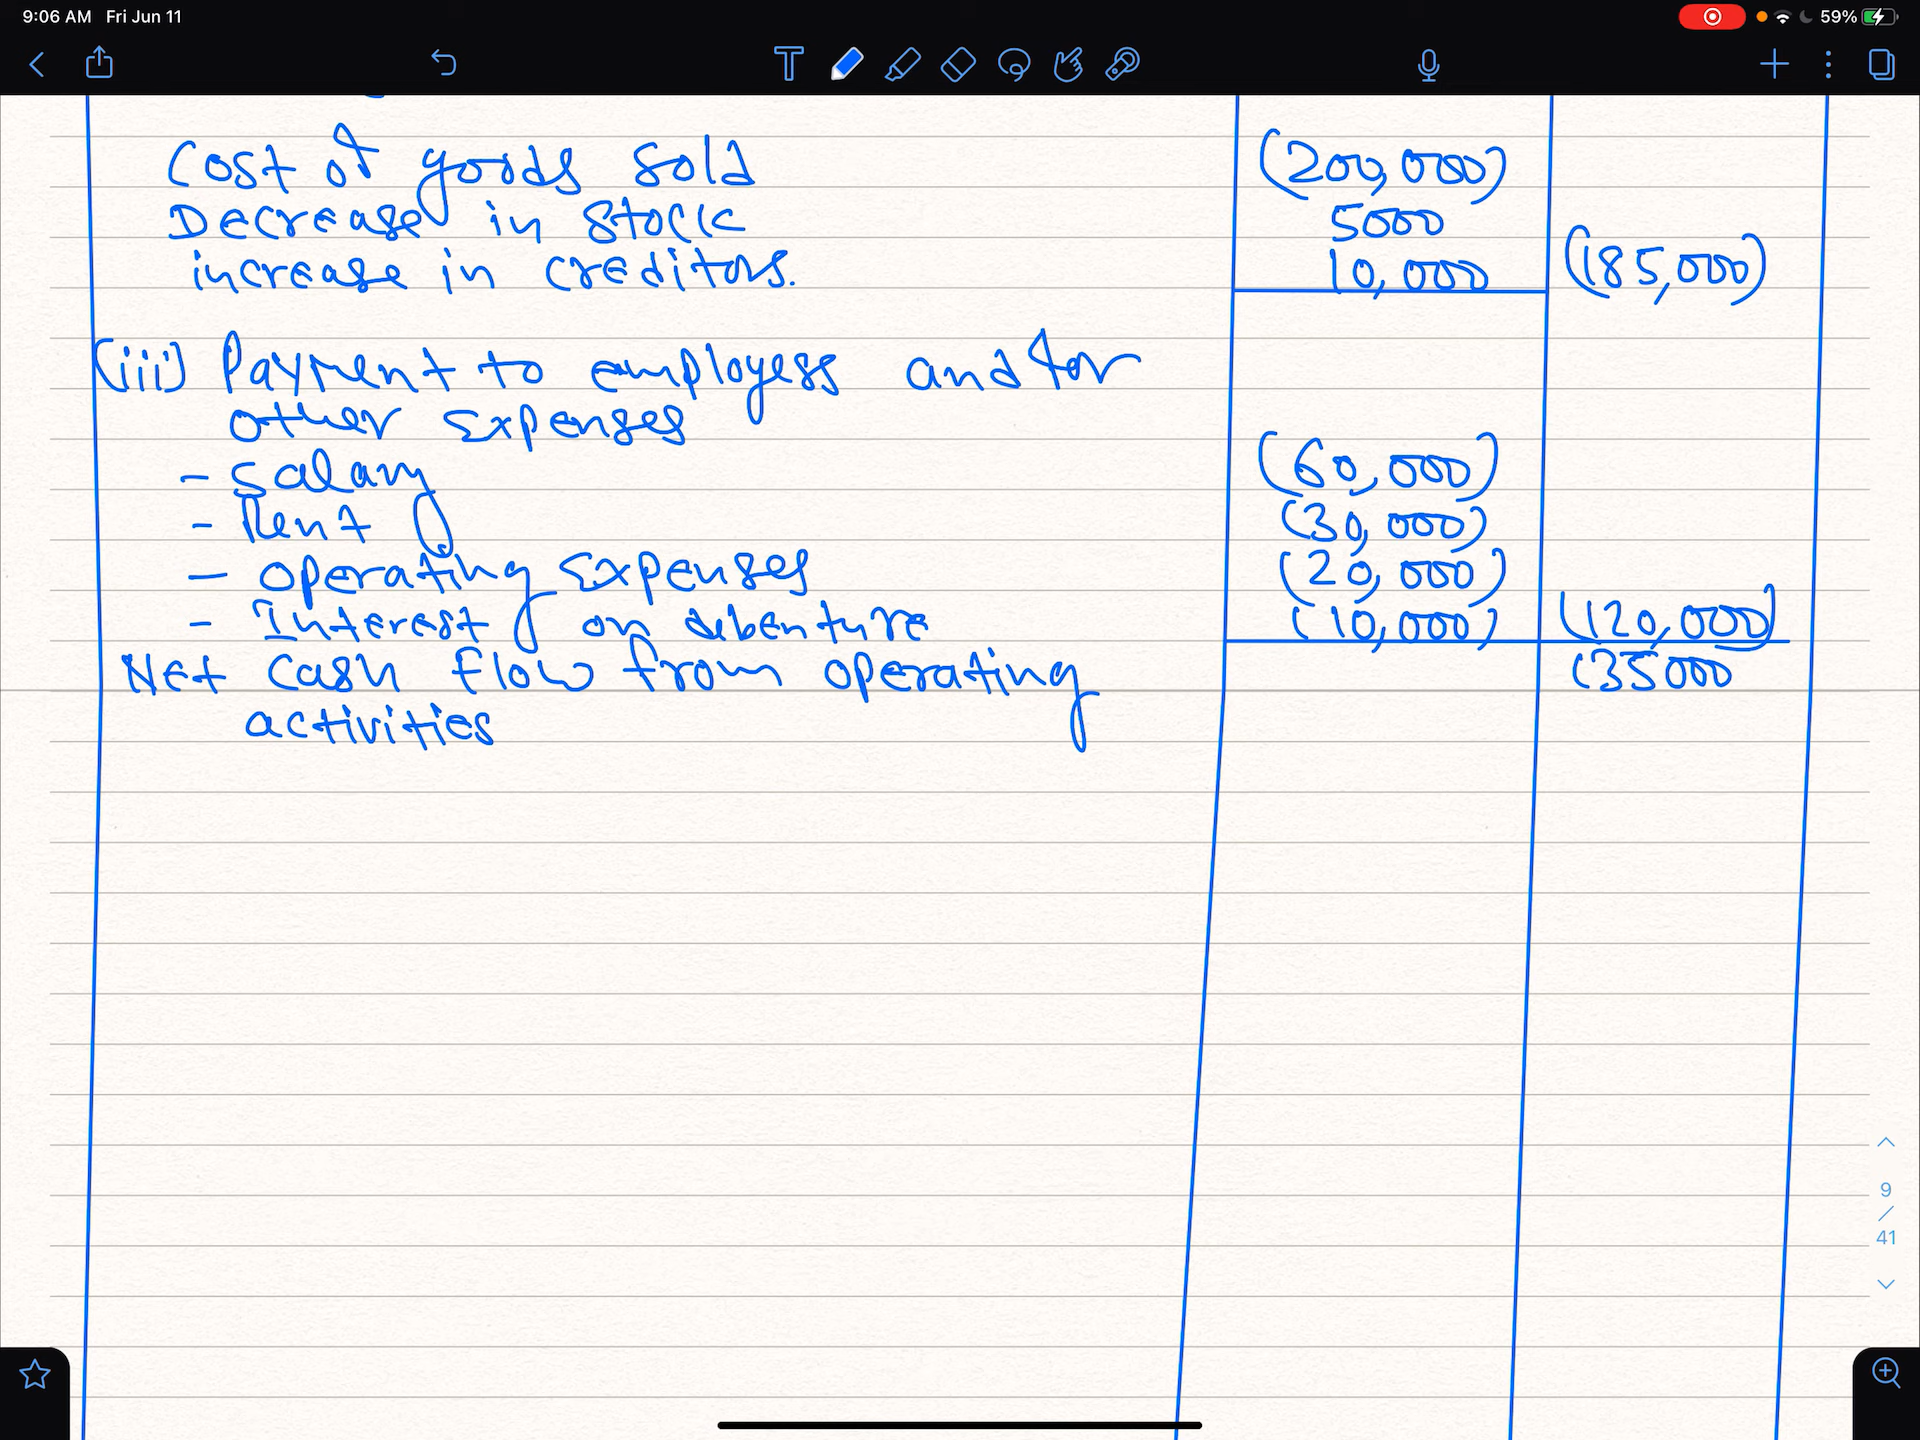 9:06 AM Fri Jun 11
59%
T
Cost of goods sold (200,000)
Decrease in stock 5000
increase in creditors. 10,000 (185,000)
(iii) Payment to employess and for
other Expenses
- Salary (60,000)
- Rent (30,000)
- Operating Expenses (20,000)
- Interest on debenture (10,000) (120,000)
Net Cash flow from operating (35000
activities
9
/
41